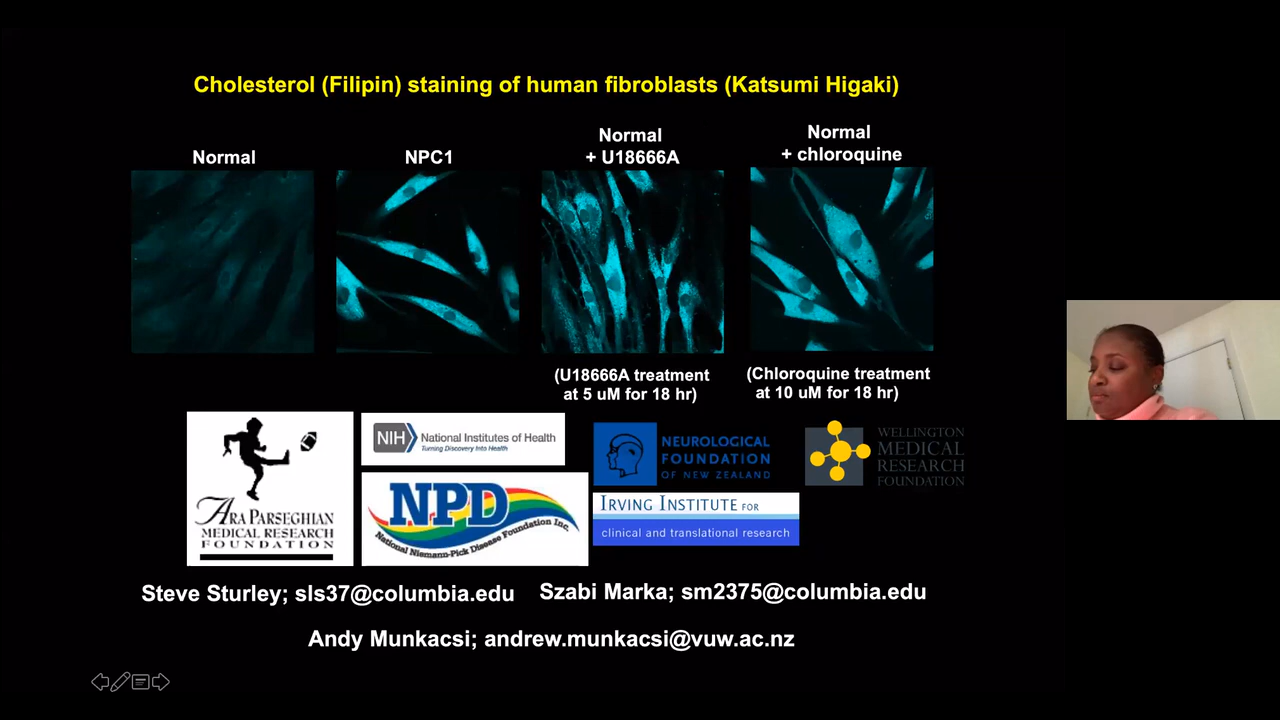 Cholesterol (Filipin) staining of human fibroblasts (Katsumi Higaki)
Normal
NPC1
Normal
+ U18666A
Normal
+ chloroquine
(U18666A treatment
at 5 uM for 18 hr)
(Chloroquine treatment
at 10 uM for 18 hr)
ARA PARSEGHIAN
MEDICAL RESEARCH
FOUNDATION
NIH National Institutes of Health
Turning Discovery Into Health
NPD
National Niemann-Pick Disease Foundation Inc.
NEUROLOGICAL
FOUNDATION
OF NEW ZEALAND
WELLINGTON
MEDICAL
RESEARCH
FOUNDATION
IRVING INSTITUTE FOR
clinical and translational research
Steve Sturley; sls37@columbia.edu
Szabi Marka; sm2375@columbia.edu
Andy Munkacsi; andrew.munkacsi@vuw.ac.nz